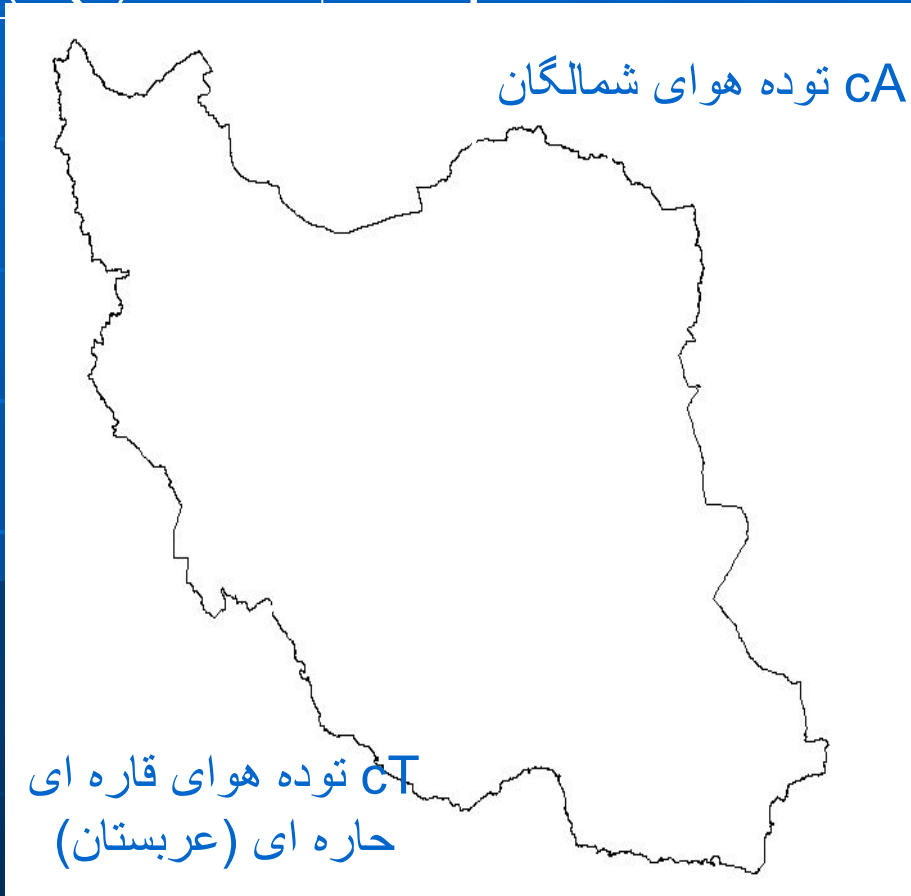 cA توده هوای شمالگان
cT توده هوای قاره ای
حاره ای (عربستان)